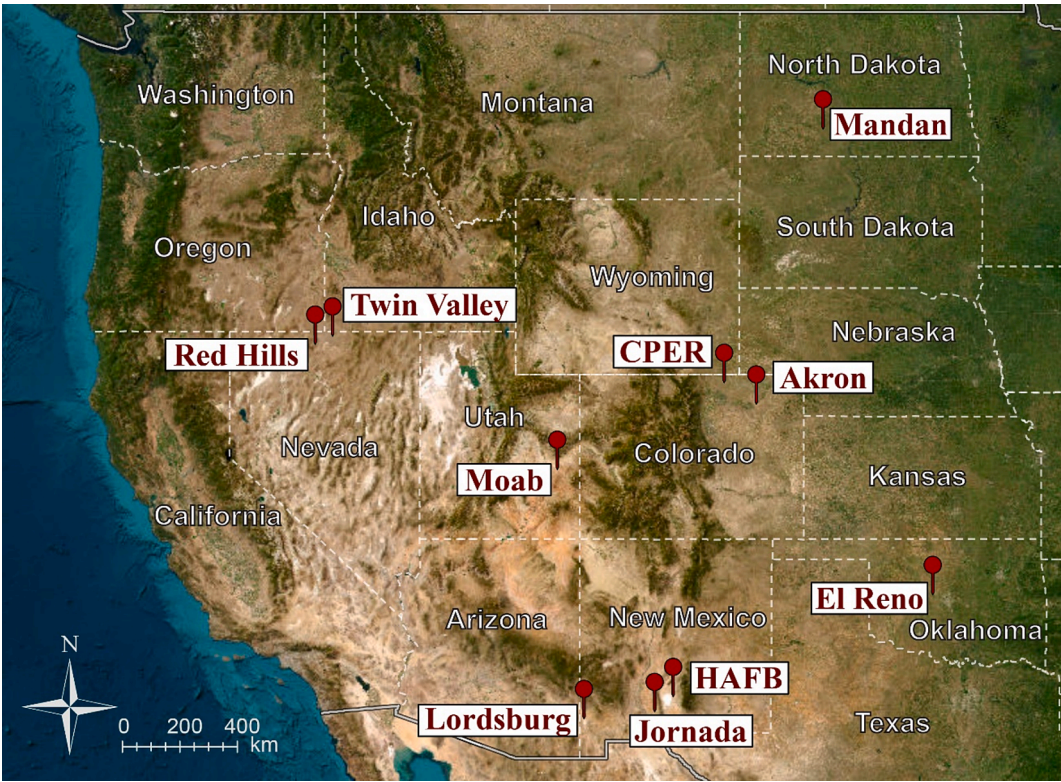 North Dakota
Washington
Montana
Mandan
Idaho
South Dakota
Oregon
Wyoming
Twin Valley
Nebraska
Red Hills
CPER
Akron
Utah
Nevada
Colorado
Moab
Kansas
California
El Reno
Arizona
New Mexico
Oklahoma
N
HAFB
Lordsburg
Texas
Jornada
0 200 400
km